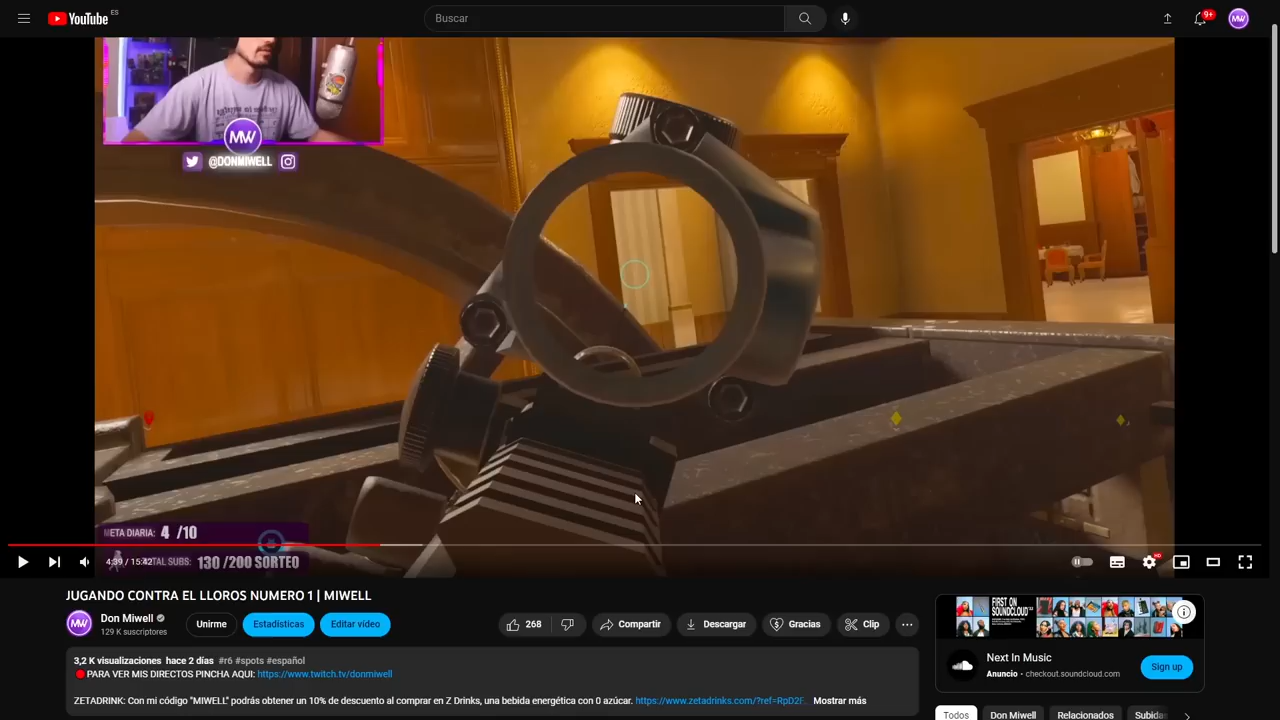 YouTube ES
Buscar
9+
MW
MW
@DONMIWELL
META DIARIA: 4 /10
TOTAL SUBS: 130 /200 SORTEO
4:39 / 15:42
HD
JUGANDO CONTRA EL LLOROS NUMERO 1 | MIWELL
MW
Don Miwell
129 K suscriptores
Unirme
Estadísticas
Editar vídeo
268
Compartir
Descargar
Gracias
Clip
3,2 K visualizaciones hace 2 días #r6 #spots #español
PARA VER MIS DIRECTOS PINCHA AQUI: https://www.twitch.tv/donmiwell
ZETADRINK: Con mi código "MIWELL" podrás obtener un 10% de descuento al comprar en Z Drinks, una bebida energética con 0 azúcar. https://www.zetadrinks.com/?ref=RpD2F... Mostrar más
FIRST ON
SOUNDCLOUD
Next In Music
Anuncio · checkout.soundcloud.com
Sign up
Todos
Don Miwell
Relacionados
Subida